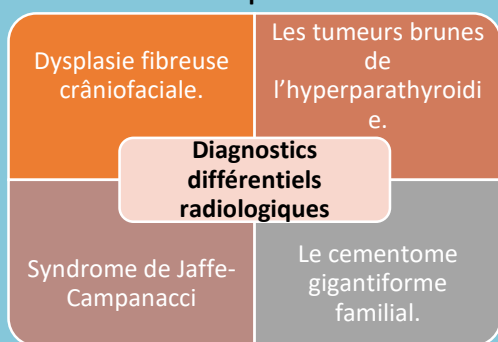 Dysplasie fibreuse
crâniofaciale.
Les tumeurs brunes
de
l'hyperparathyroidi
e.
Diagnostics
différentiels
radiologiques
Syndrome de Jaffe-
Campanacci
Le cementome
gigantiforme
familial.